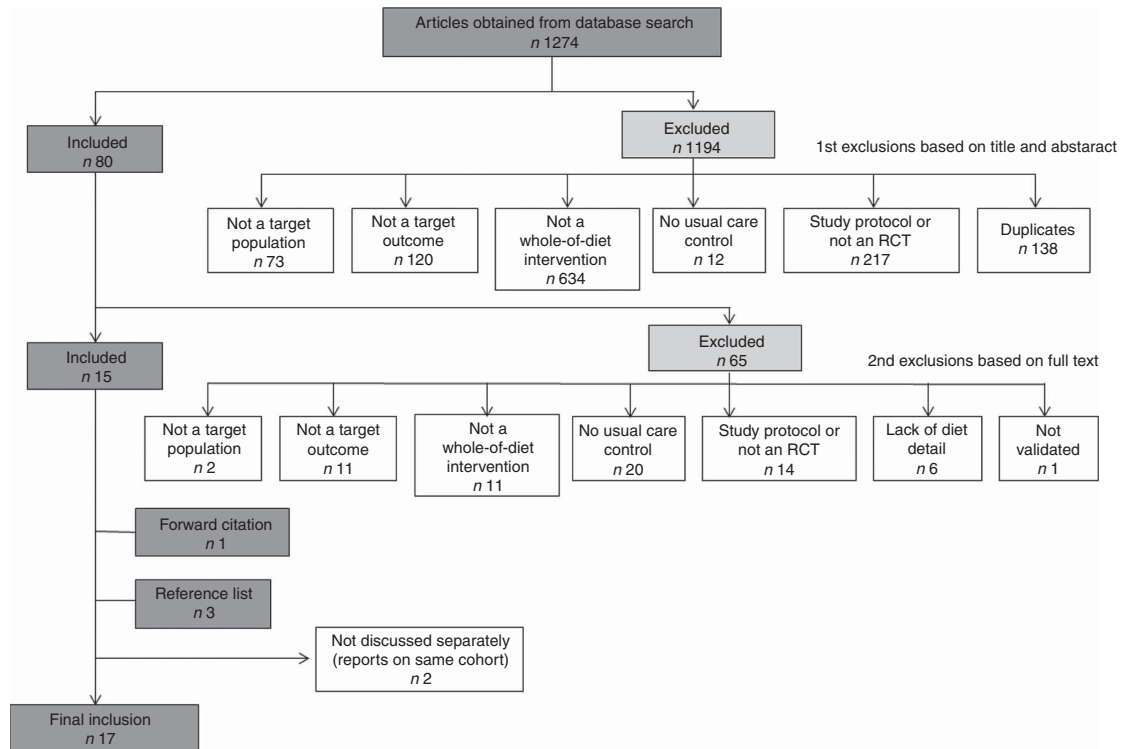 Articles obtained from database search
n 1274
Included
n 80
Excluded
n 1194
1st exclusions based on title and abstaract
Not a target
population
n 73
Not a target
outcome
n 120
Not a
whole-of-diet
intervention
n 634
No usual care
control
n 12
Study protocol or
not an RCT
n 217
Duplicates
n 138
Included
n 15
Excluded
n 65
2nd exclusions based on full text
Not a target
population
n 2
Not a target
outcome
n 11
Not a
whole-of-diet
intervention
n 11
No usual care
control
n 20
Study protocol or
not an RCT
n 14
Lack of diet
detail
n 6
Not
validated
n 1
Forward citation
n 1
Reference list
n 3
Not discussed separately
(reports on same cohort)
n 2
Final inclusion
n 17